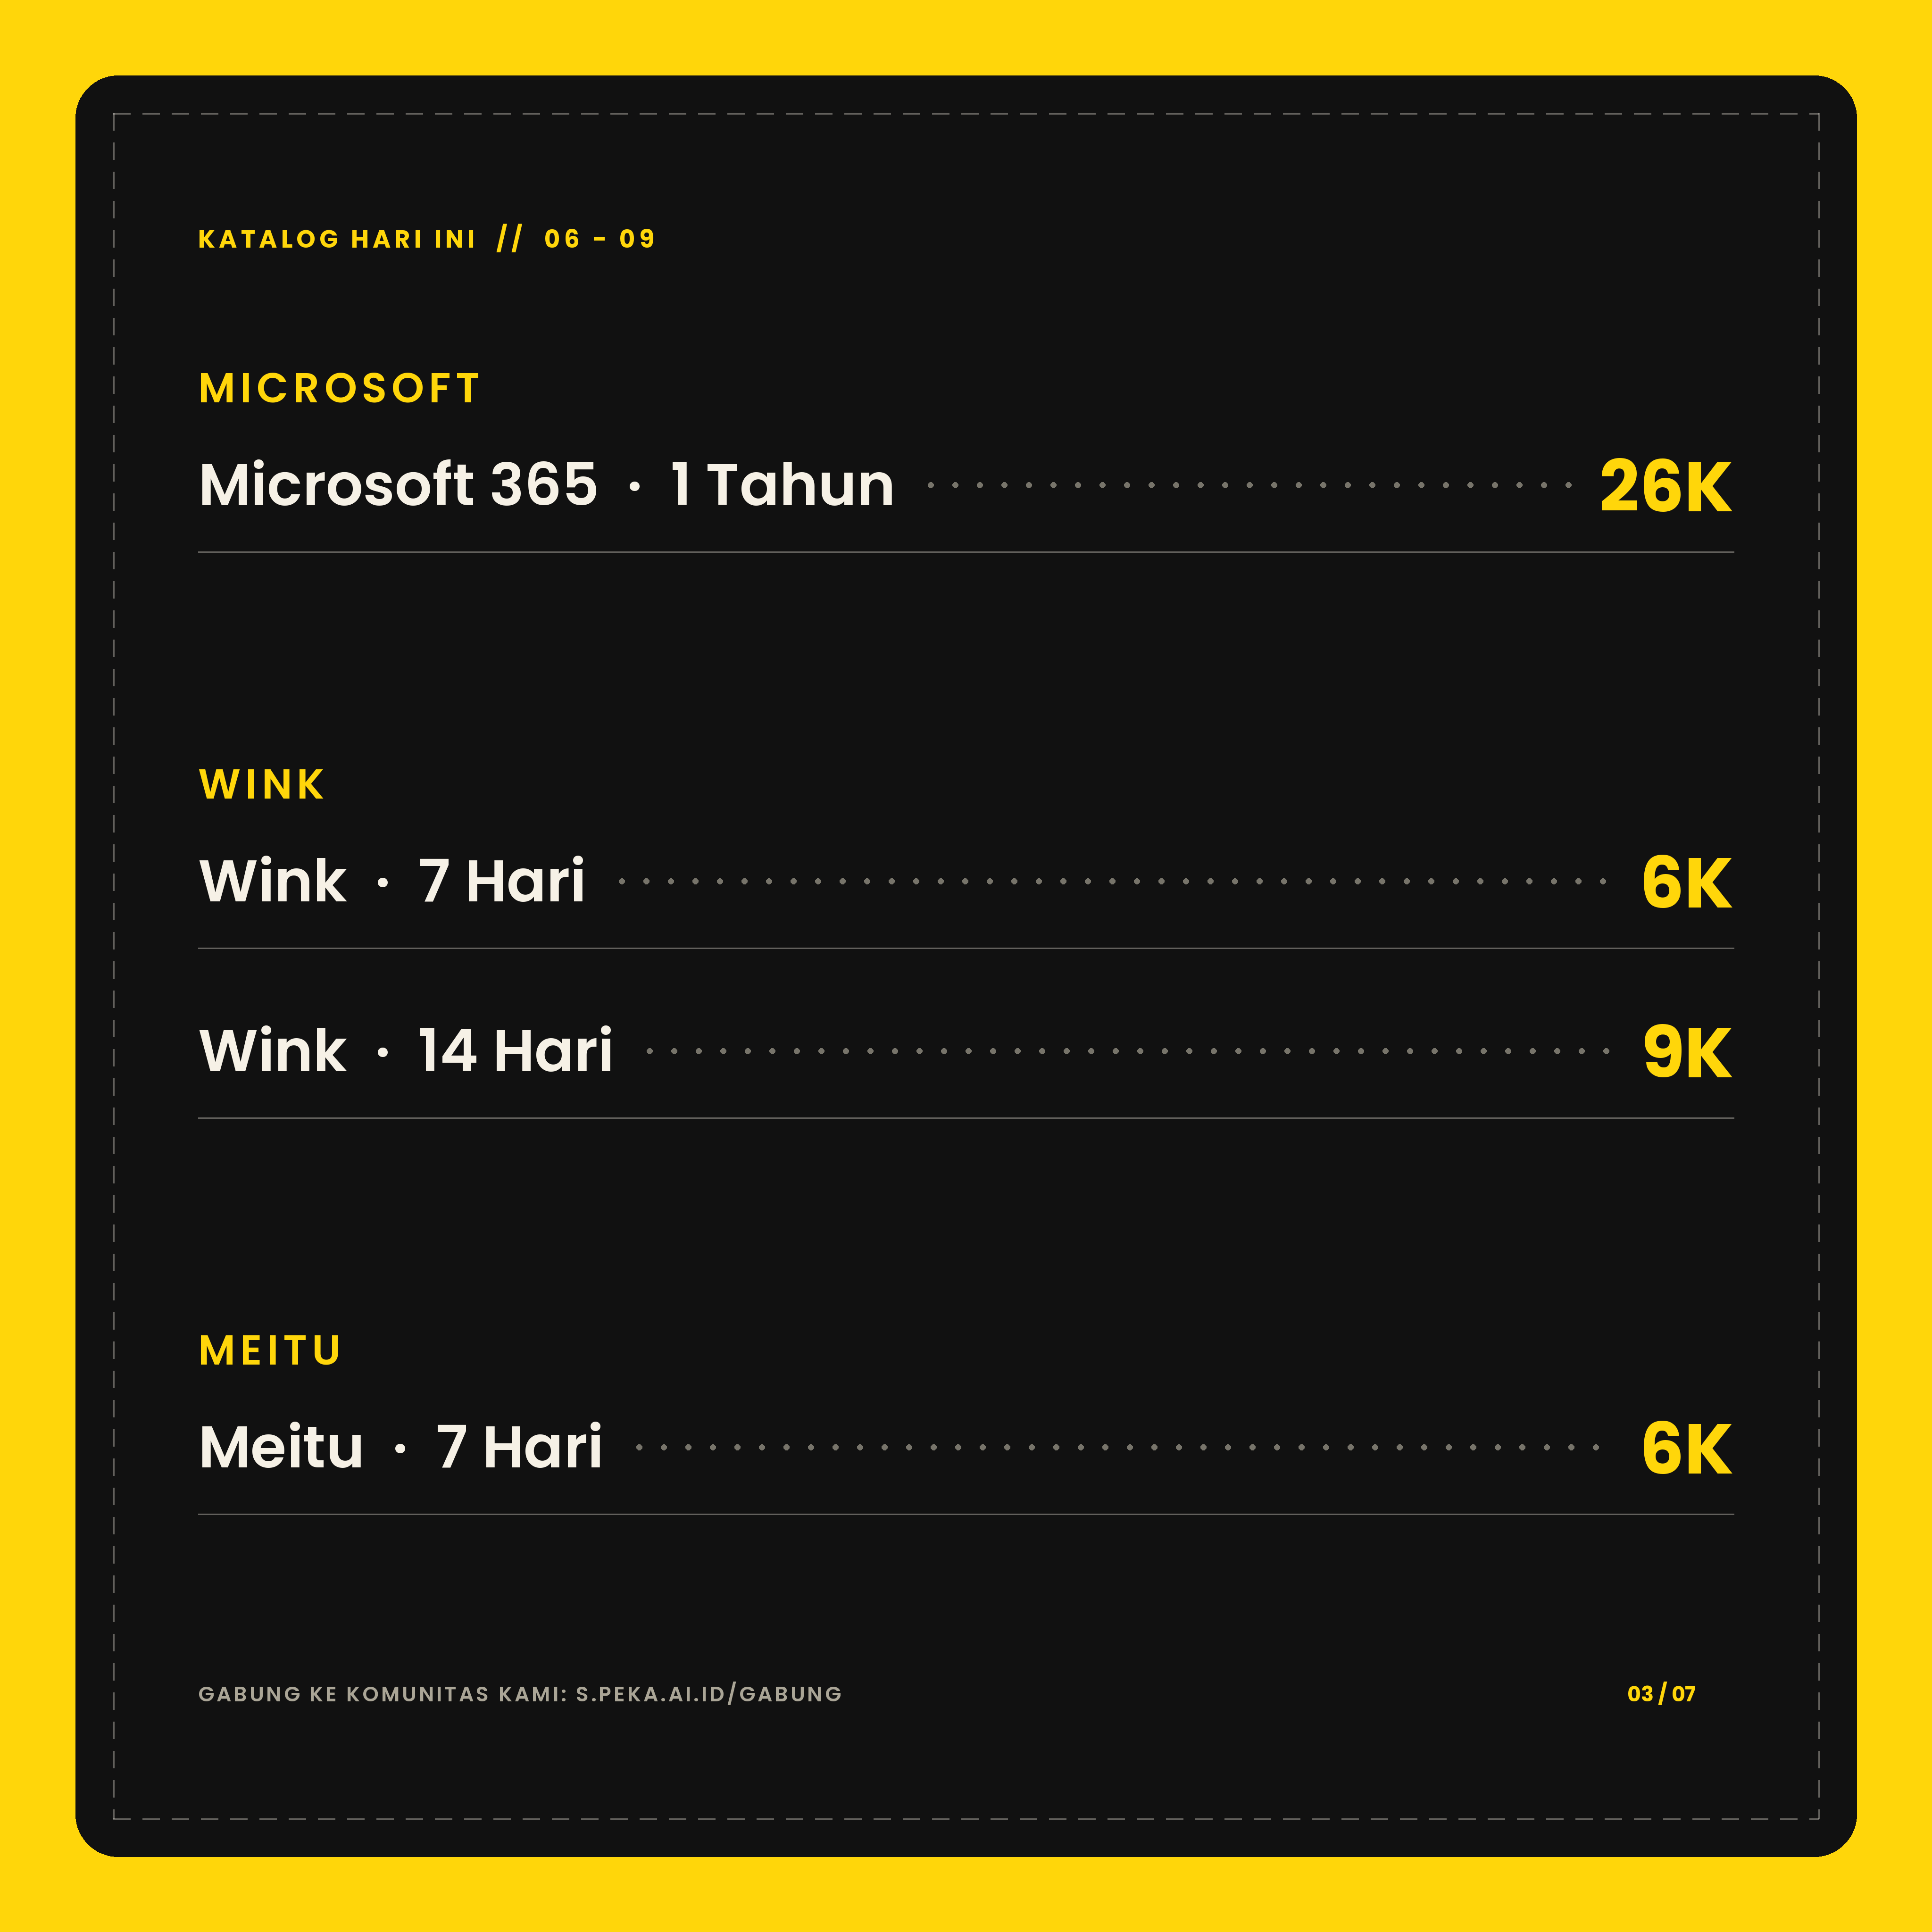 KATALOG HARI INI // 06 - 09
MICROSOFT
Microsoft 365 · 1 Tahun 26K
WINK
Wink · 7 Hari 6K
Wink · 14 Hari 9K
MEITU
Meitu · 7 Hari 6K
GABUNG KE KOMUNITAS KAMI: S.PEKA.AI.ID/GABUNG 03 / 07